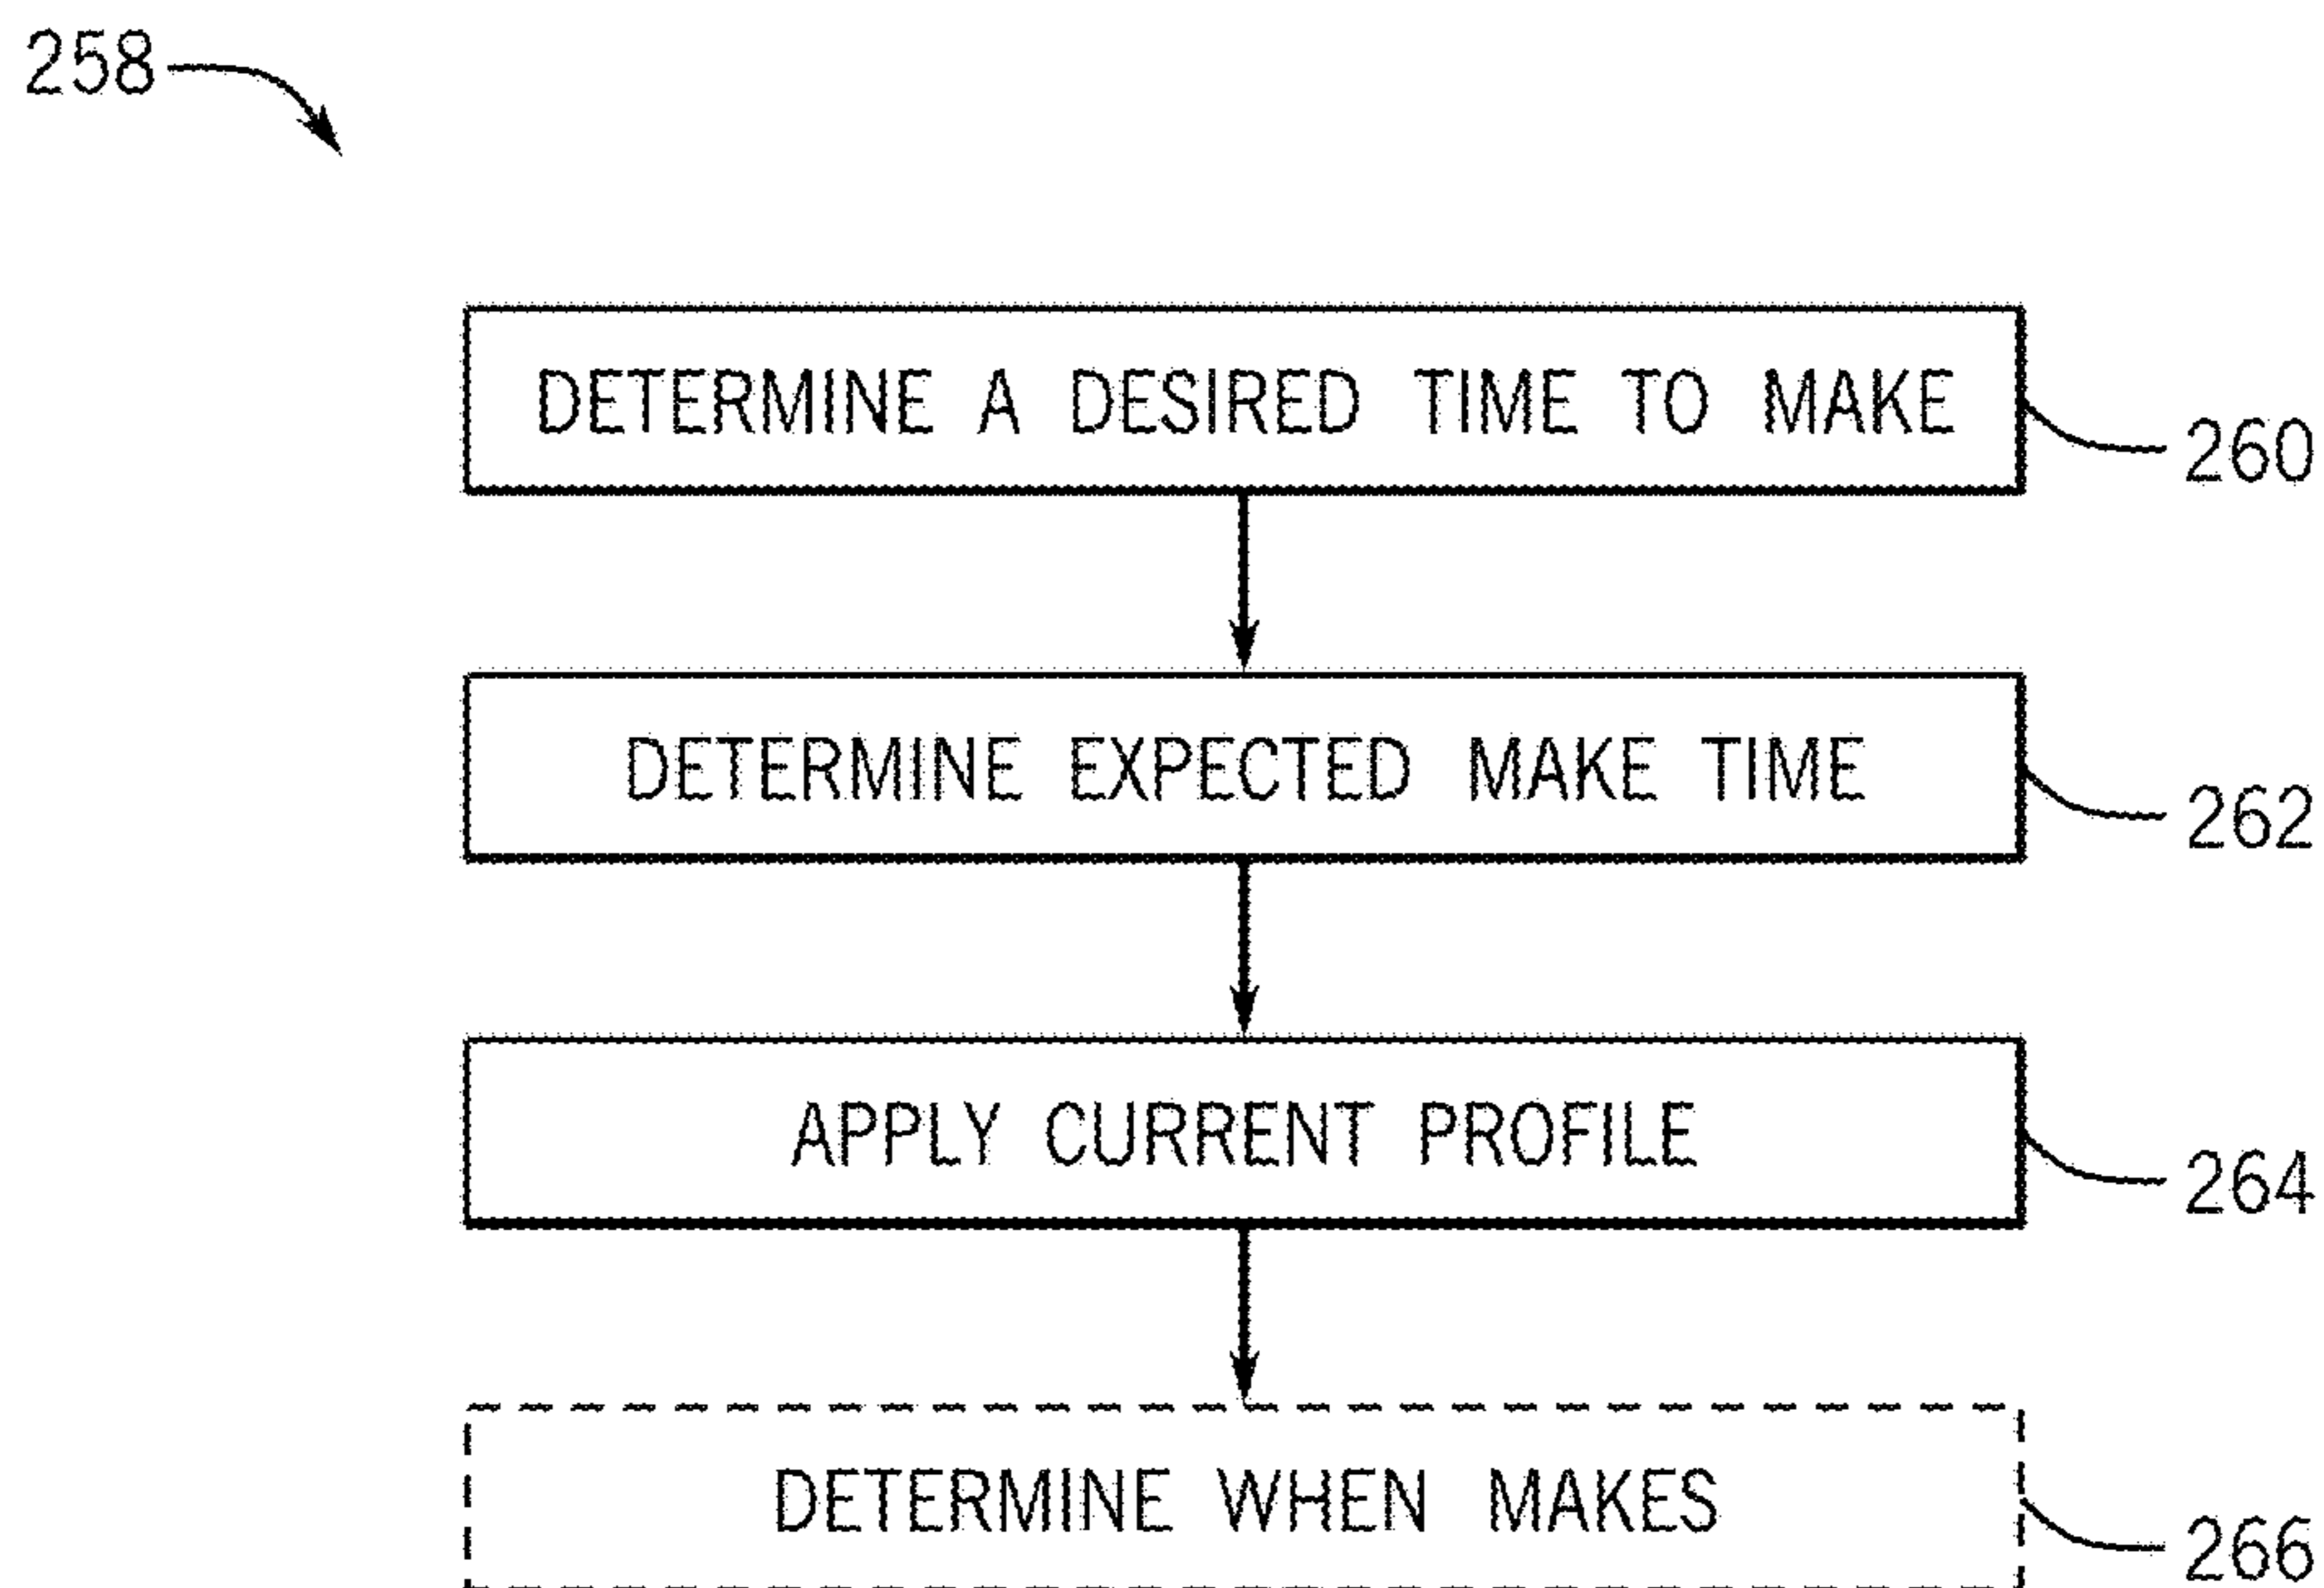 258
DETERMINE A DESIRED TIME TO MAKE
260
DETERMINE EXPECTED MAKE TIME
262
APPLY CURRENT PROFILE
264
DETERMINE WHEN MAKES
266